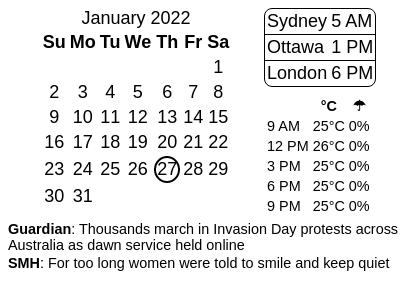 January 2022
Su Mo Tu We Th Fr Sa
1
2 3 4 5 6 7 8
9 10 11 12 13 14 15
16 17 18 19 20 21 22
23 24 25 26 27 28 29
30 31
Sydney 5 AM
Ottawa 1 PM
London 6 PM
°C ☂
9 AM 25°C 0%
12 PM 26°C 0%
3 PM 25°C 0%
6 PM 25°C 0%
9 PM 25°C 0%
Guardian: Thousands march in Invasion Day protests across
Australia as dawn service held online
SMH: For too long women were told to smile and keep quiet